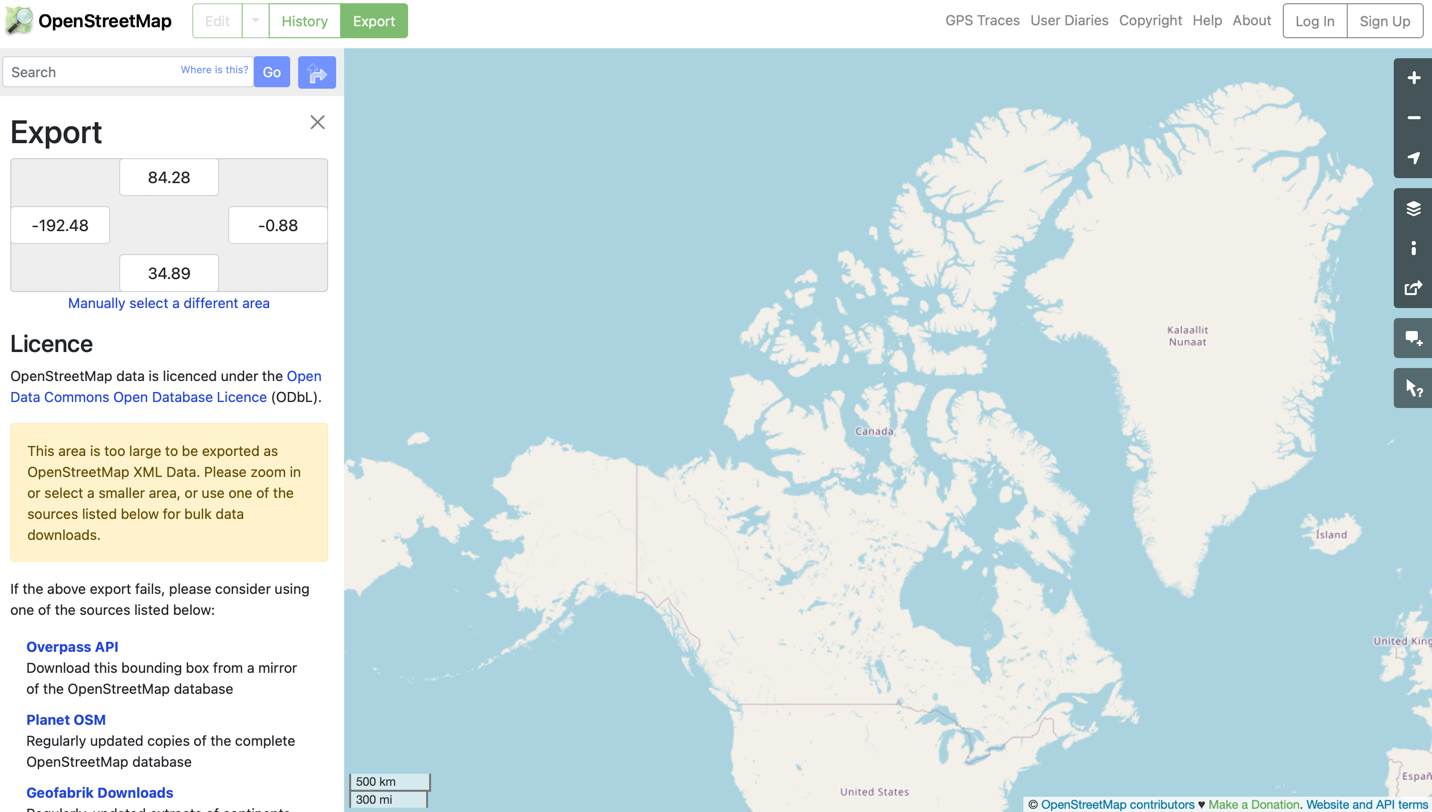 OpenStreetMap
Edit
History
Export
GPS Traces
User Diaries
Copyright
Help
About
Log In
Sign Up
Search
Where is this?
Go
Export
84.28
-192.48
-0.88
34.89
Manually select a different area
Licence
OpenStreetMap data is licenced under the Open
Data Commons Open Database Licence (ODbL).
This area is too large to be exported as
OpenStreetMap XML Data. Please zoom in
or select a smaller area, or use one of the
sources listed below for bulk data
downloads.
If the above export fails, please consider using
one of the sources listed below:
Overpass API
Download this bounding box from a mirror
of the OpenStreetMap database
Planet OSM
Regularly updated copies of the complete
OpenStreetMap database
Geofabrik Downloads
Regularly-updated extracts of continents,
Kalaallit
Nunaat
Canada
Ísland
United King
Españ
United States
500 km
300 mi
© OpenStreetMap contributors ♥ Make a Donation. Website and API terms